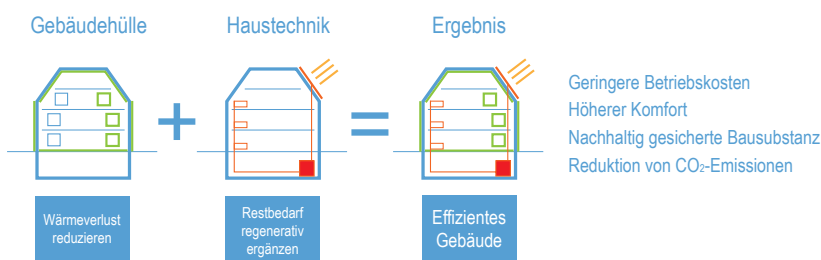 Gebäudehülle
Haustechnik
Ergebnis
Wärmeverlust
reduzieren
Restbedarf
regenerativ
ergänzen
Effizientes
Gebäude
Geringere Betriebskosten
Höherer Komfort
Nachhaltig gesicherte Bausubstanz
Reduktion von CO₂-Emissionen